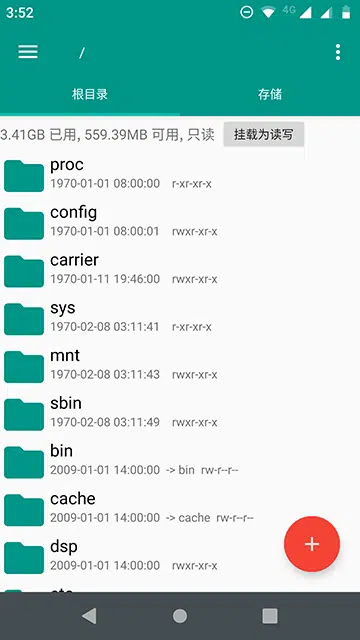 3:52
4G
/
根目录 存储
3.41GB 已用, 559.39MB 可用, 只读 挂载为读写
proc
1970-01-01 08:00:00 r-xr-xr-x
config
1970-01-01 08:00:01 rwxr-xr-x
carrier
1970-01-11 19:46:00 rwxr-xr-x
sys
1970-02-08 03:11:41 r-xr-xr-x
mnt
1970-02-08 03:11:43 rwxr-xr-x
sbin
1970-02-08 03:11:49 rwxr-xr-x
bin
2009-01-01 14:00:00 -> bin rw-r--r--
cache
2009-01-01 14:00:00 -> cache rw-r--r--
dsp
2009-01-01 14:00:00 rwxr-xr-x